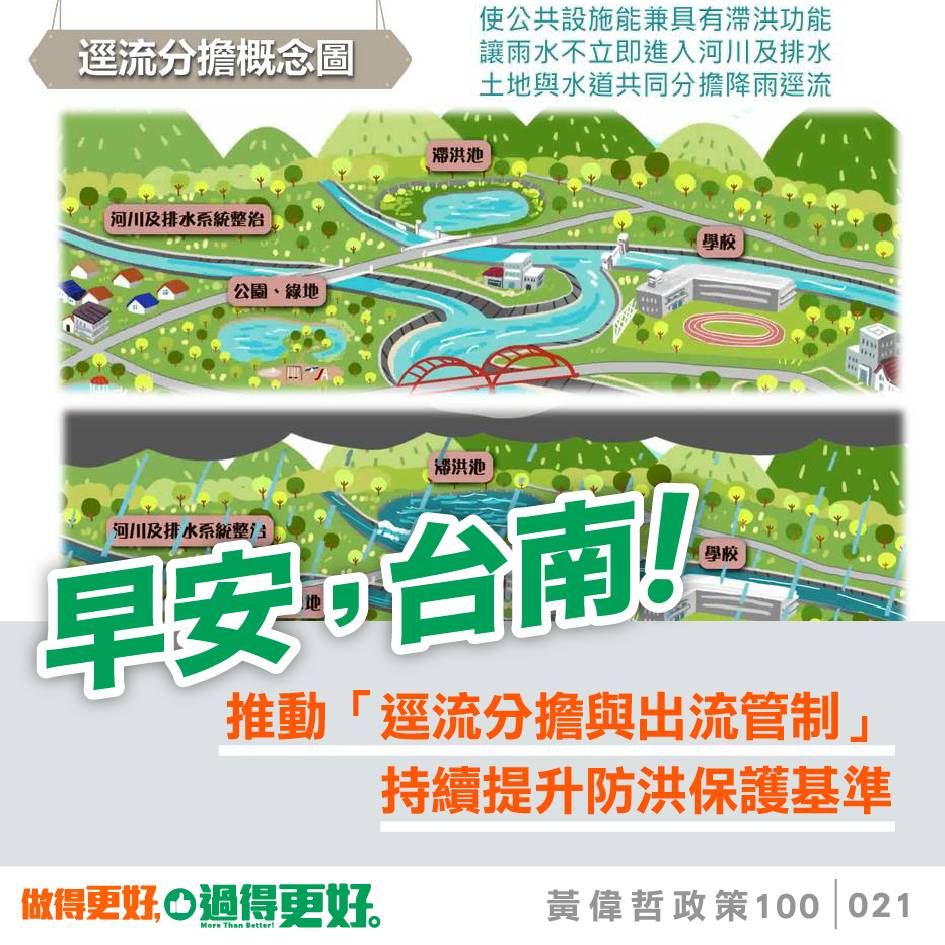 逕流分擔概念圖
使公共設施能兼具有滯洪功能
讓雨水不立即進入河川及排水
土地與水道共同分擔降雨逕流
滯洪池
河川及排水系統整治
學校
公園、綠地
滯洪池
河川及排水系統整治
學校
地
早安,台南!
推動「逕流分擔與出流管制」
持續提升防洪保護基準
做得更好,過得更好。
More Than Better!
黃偉哲政策100 | 021